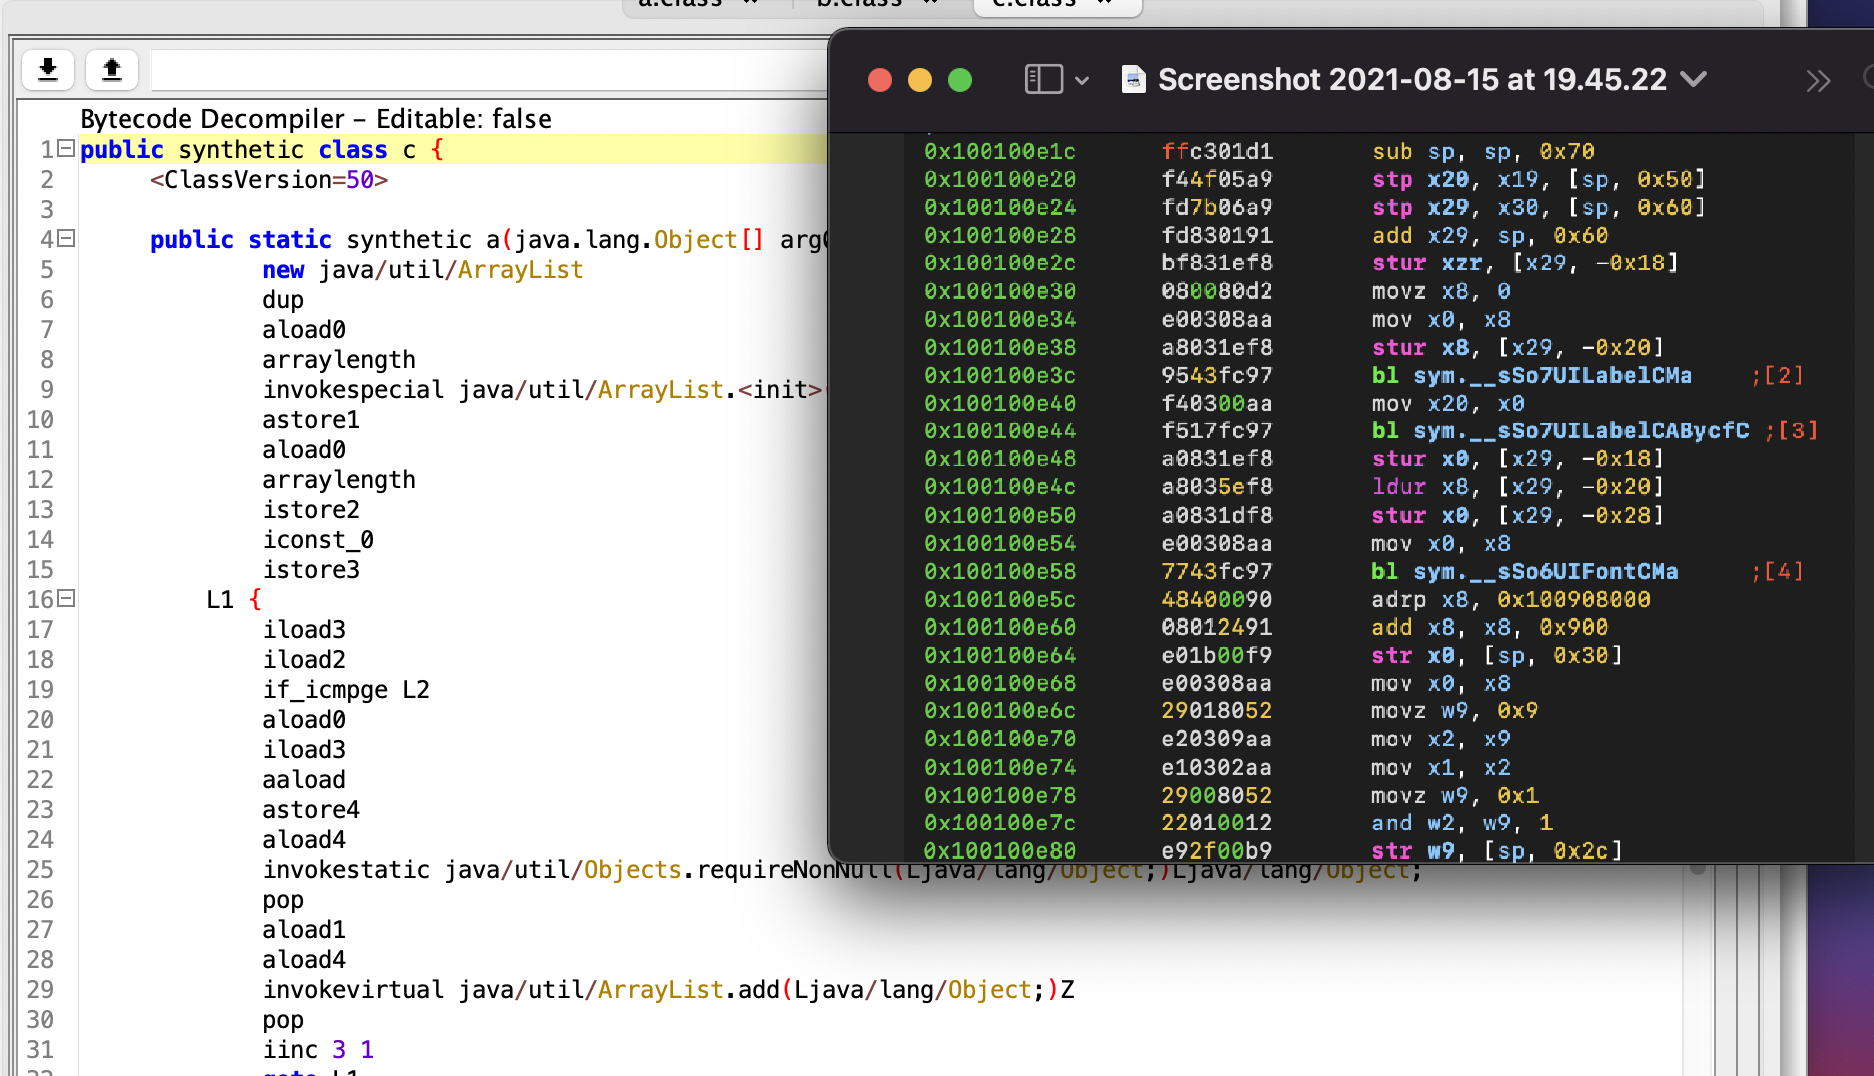 a.class
b.class
c.class
Bytecode Decompiler – Editable: false
1 public synthetic class c {
2 <ClassVersion=50>
3
4 public static synthetic a(java.lang.Object[] arg
5 new java/util/ArrayList
6 dup
7 aload0
8 arraylength
9 invokespecial java/util/ArrayList.<init>
10 astore1
11 aload0
12 arraylength
13 istore2
14 iconst_0
15 istore3
16 L1 {
17 iload3
18 iload2
19 if_icmpge L2
20 aload0
21 iload3
22 aaload
23 astore4
24 aload4
25 invokestatic java/util/Objects.requireNonNull(Ljava/lang/Object;)Ljava/lang/Object;
26 pop
27 aload1
28 aload4
29 invokevirtual java/util/ArrayList.add(Ljava/lang/Object;)Z
30 pop
31 iinc 3 1
32 goto L1
Screenshot 2021-08-15 at 19.45.22
0x100100e1c ffc301d1 sub sp, sp, 0x70
0x100100e20 f44f05a9 stp x20, x19, [sp, 0x50]
0x100100e24 fd7b06a9 stp x29, x30, [sp, 0x60]
0x100100e28 fd830191 add x29, sp, 0x60
0x100100e2c bf831ef8 stur xzr, [x29, -0x18]
0x100100e30 080080d2 movz x8, 0
0x100100e34 e00308aa mov x0, x8
0x100100e38 a8031ef8 stur x8, [x29, -0x20]
0x100100e3c 9543fc97 bl sym.__sSo7UILabelCMa ;[2]
0x100100e40 f40300aa mov x20, x0
0x100100e44 f517fc97 bl sym.__sSo7UILabelCABycfC ;[3]
0x100100e48 a0831ef8 stur x0, [x29, -0x18]
0x100100e4c a8035ef8 ldur x8, [x29, -0x20]
0x100100e50 a0831df8 stur x0, [x29, -0x28]
0x100100e54 e00308aa mov x0, x8
0x100100e58 7743fc97 bl sym.__sSo6UIFontCMa ;[4]
0x100100e5c 48400090 adrp x8, 0x100908000
0x100100e60 08012491 add x8, x8, 0x900
0x100100e64 e01b00f9 str x0, [sp, 0x30]
0x100100e68 e00308aa mov x0, x8
0x100100e6c 29018052 movz w9, 0x9
0x100100e70 e20309aa mov x2, x9
0x100100e74 e10302aa mov x1, x2
0x100100e78 29008052 movz w9, 0x1
0x100100e7c 22010012 and w2, w9, 1
0x100100e80 e92f00b9 str w9, [sp, 0x2c]